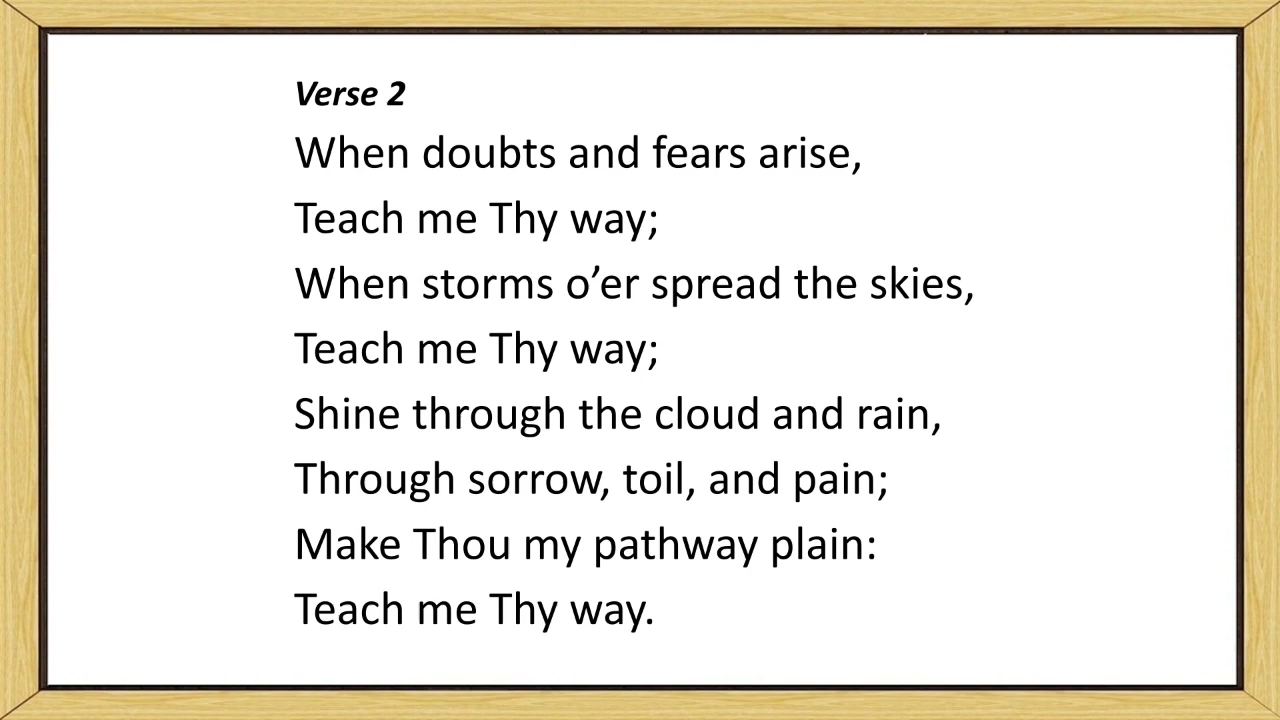 Verse 2
When doubts and fears arise,
Teach me Thy way;
When storms o’er spread the skies,
Teach me Thy way;
Shine through the cloud and rain,
Through sorrow, toil, and pain;
Make Thou my pathway plain:
Teach me Thy way.